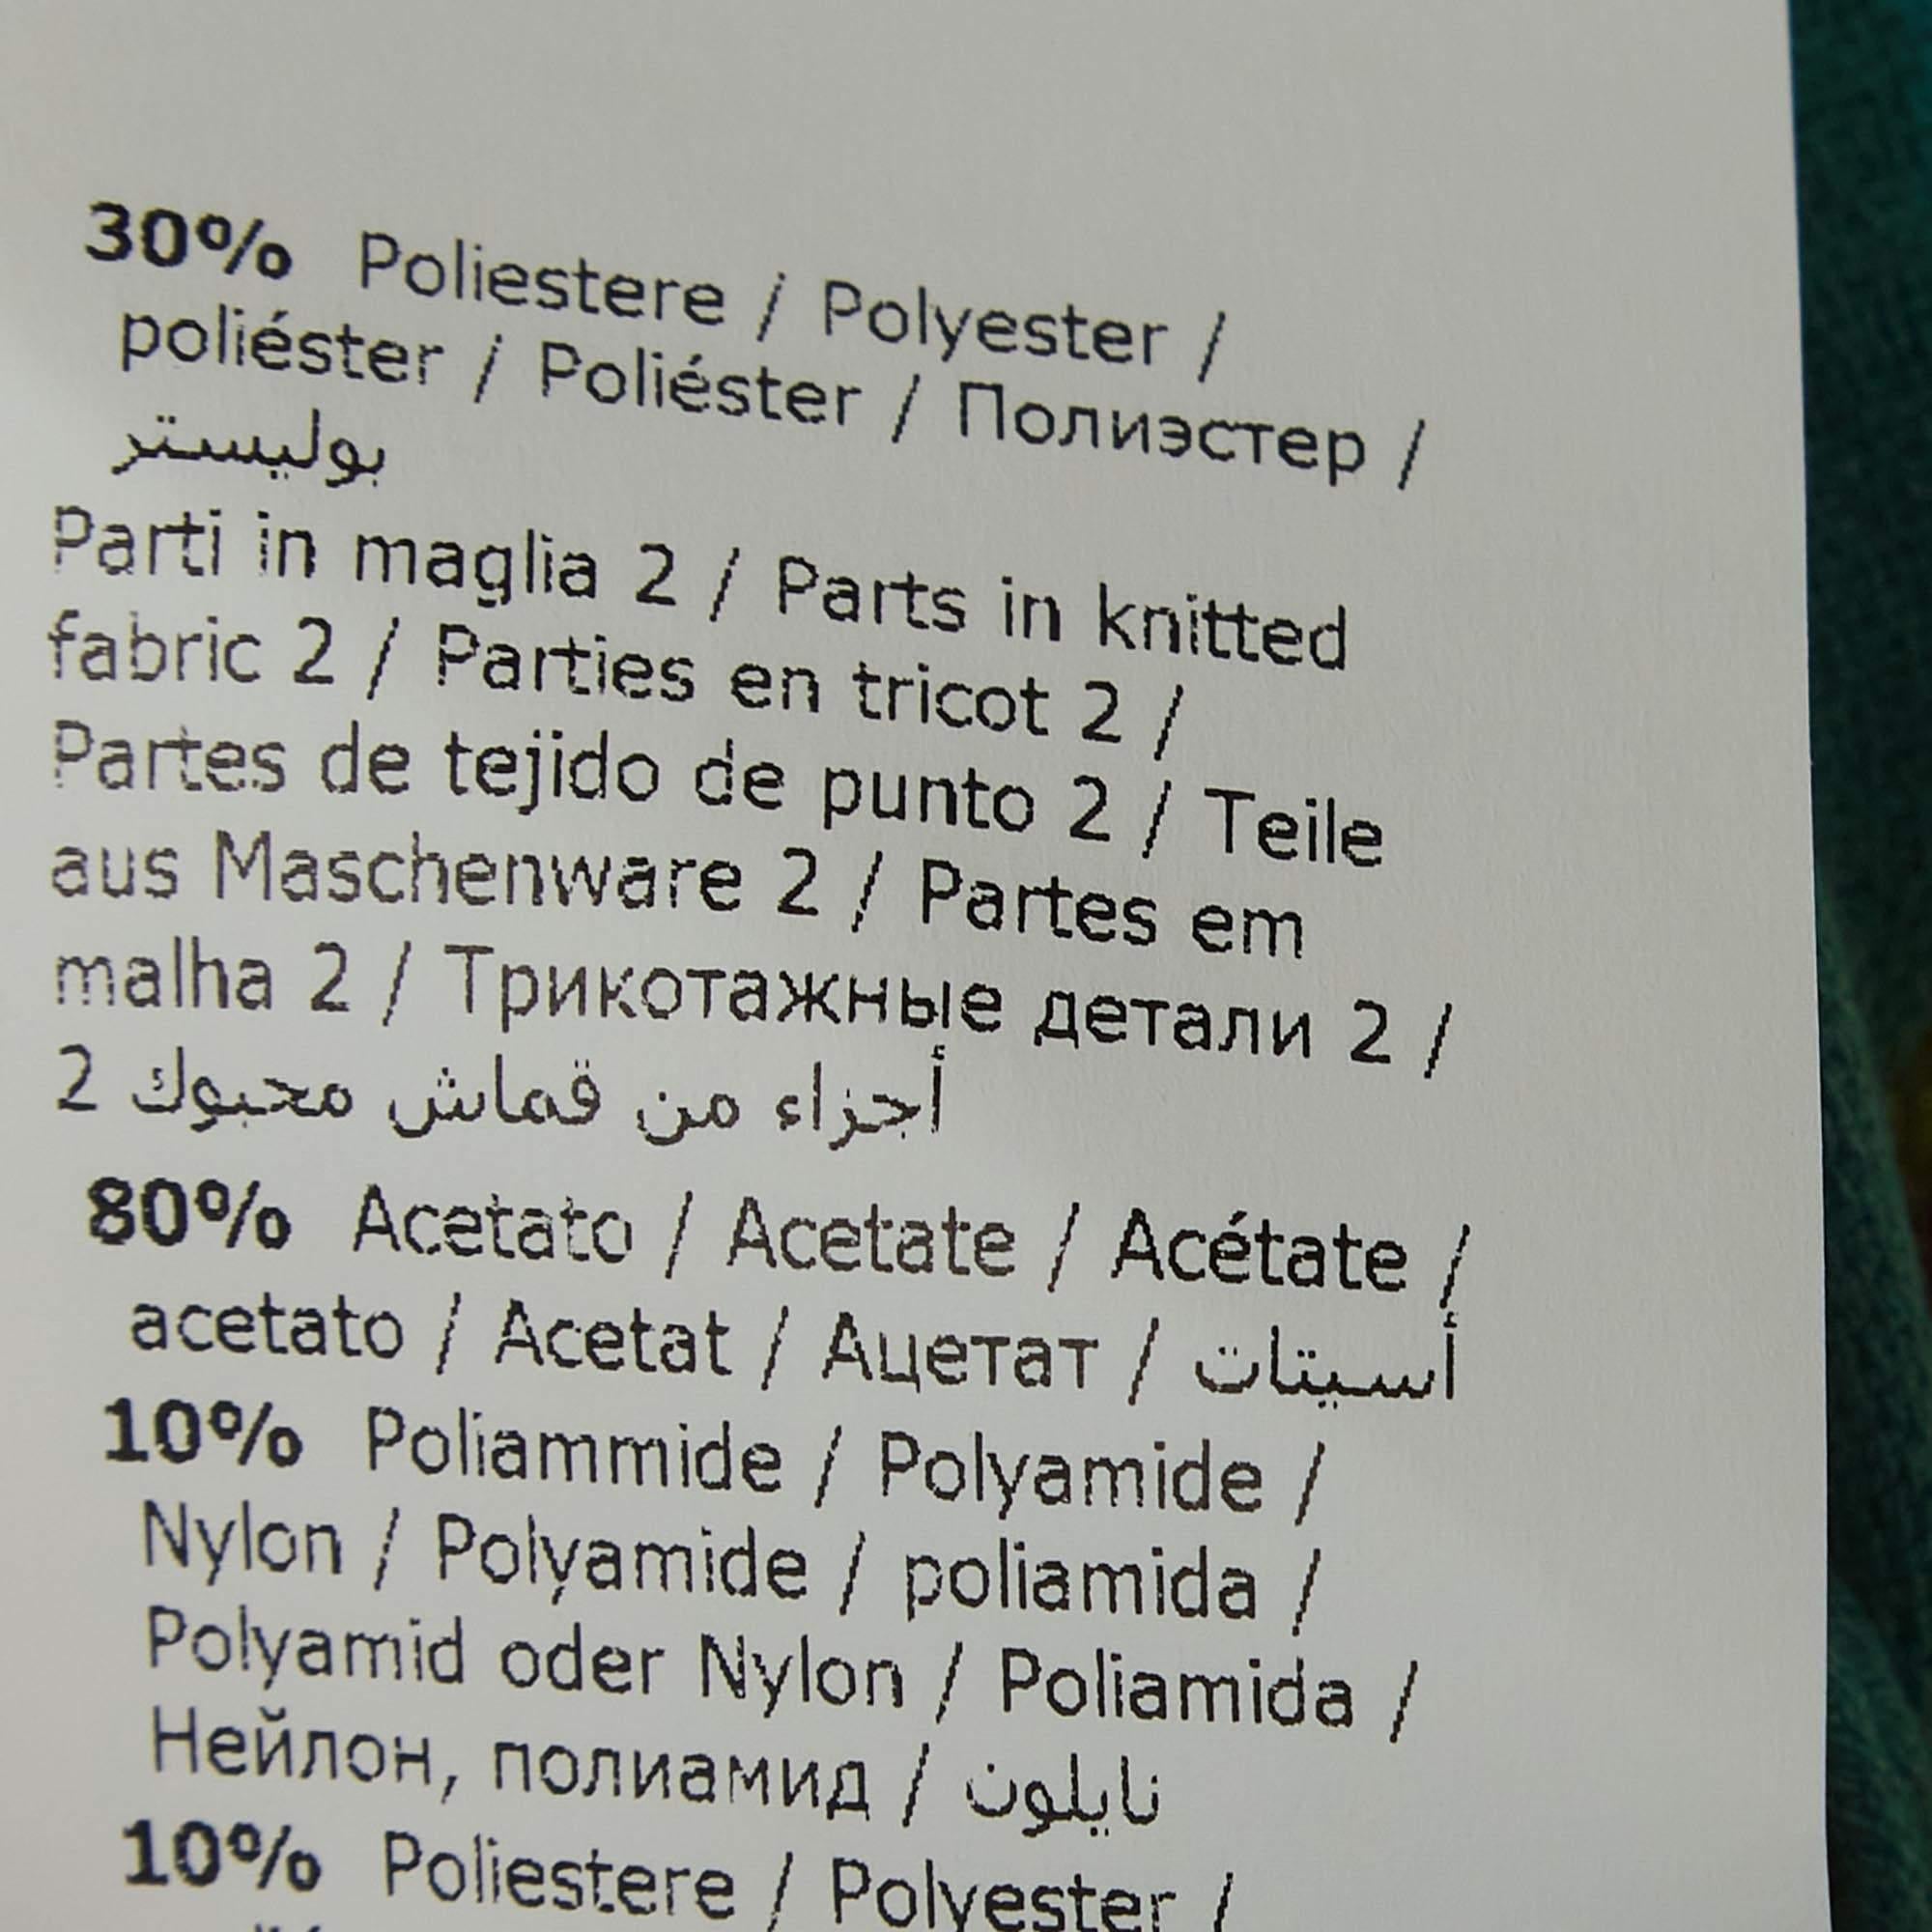 30% Poliestere / Polyester /
poliéster / Poliéster / Полиэстер /
بوليستر
Parti in maglia 2 / Parts in knitted
fabric 2 / Parties en tricot 2 /
Partes de tejido de punto 2 / Teile
aus Maschenware 2 / Partes em
malha 2 / Трикотажные детали 2 /
أجزاء من قماش محبوك 2
80% Acetato / Acetate / Acétate /
acetato / Acetat / Ацетат / أسيتات
10% Poliammide / Polyamide /
Nylon / Polyamide / poliamida /
Polyamid oder Nylon / Poliamida /
Нейлон, полиамид / نايلون
10% Poliestere / Polyester /